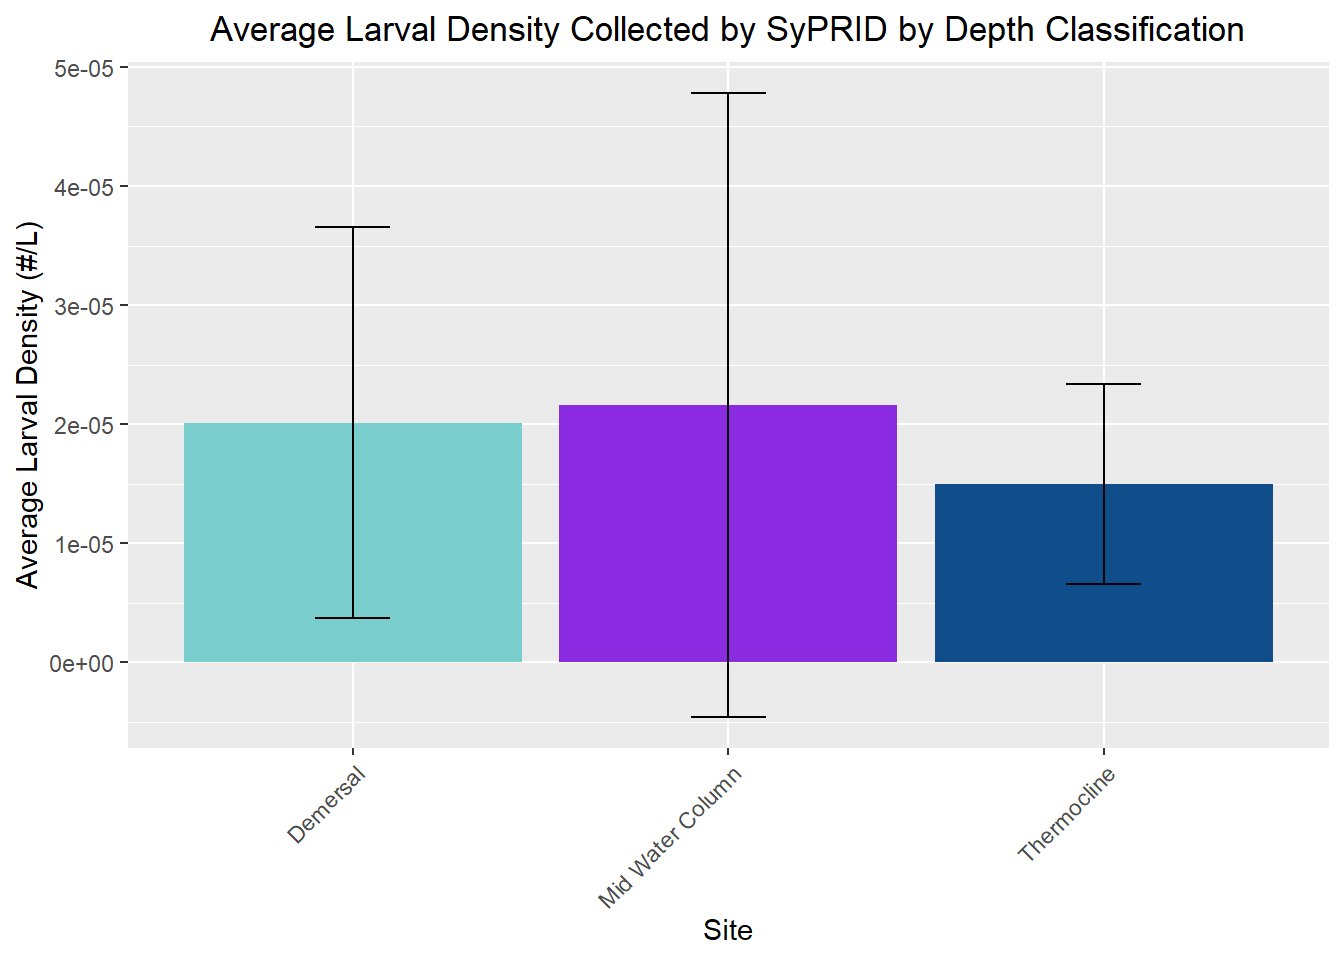 Average Larval Density Collected by SyPRID by Depth Classification
Average Larval Density (#/L)
5e-05
4e-05
3e-05
2e-05
1e-05
0e+00
Demersal
Mid Water Column
Thermocline
Site